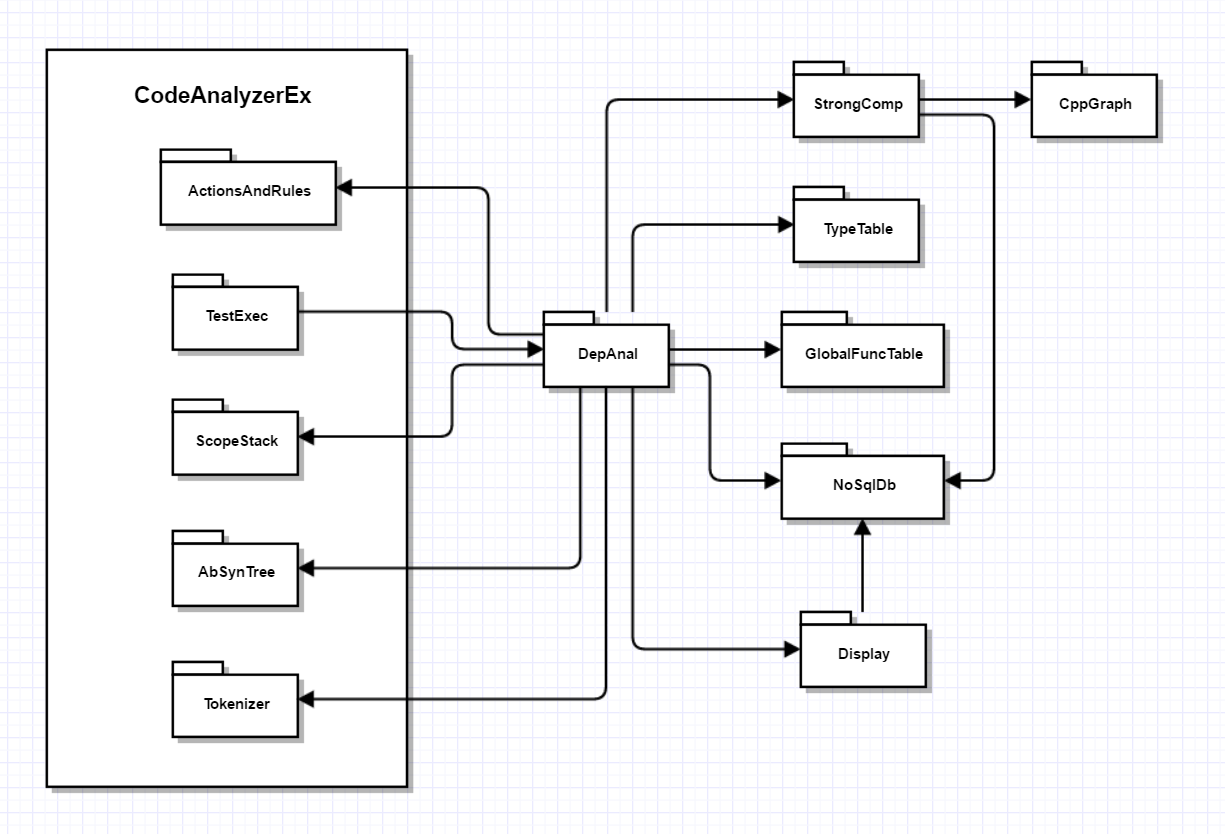 CodeAnalyzerEx
ActionsAndRules
TestExec
ScopeStack
AbSynTree
Tokenizer
DepAnal
StrongComp
CppGraph
TypeTable
GlobalFuncTable
NoSqlDb
Display